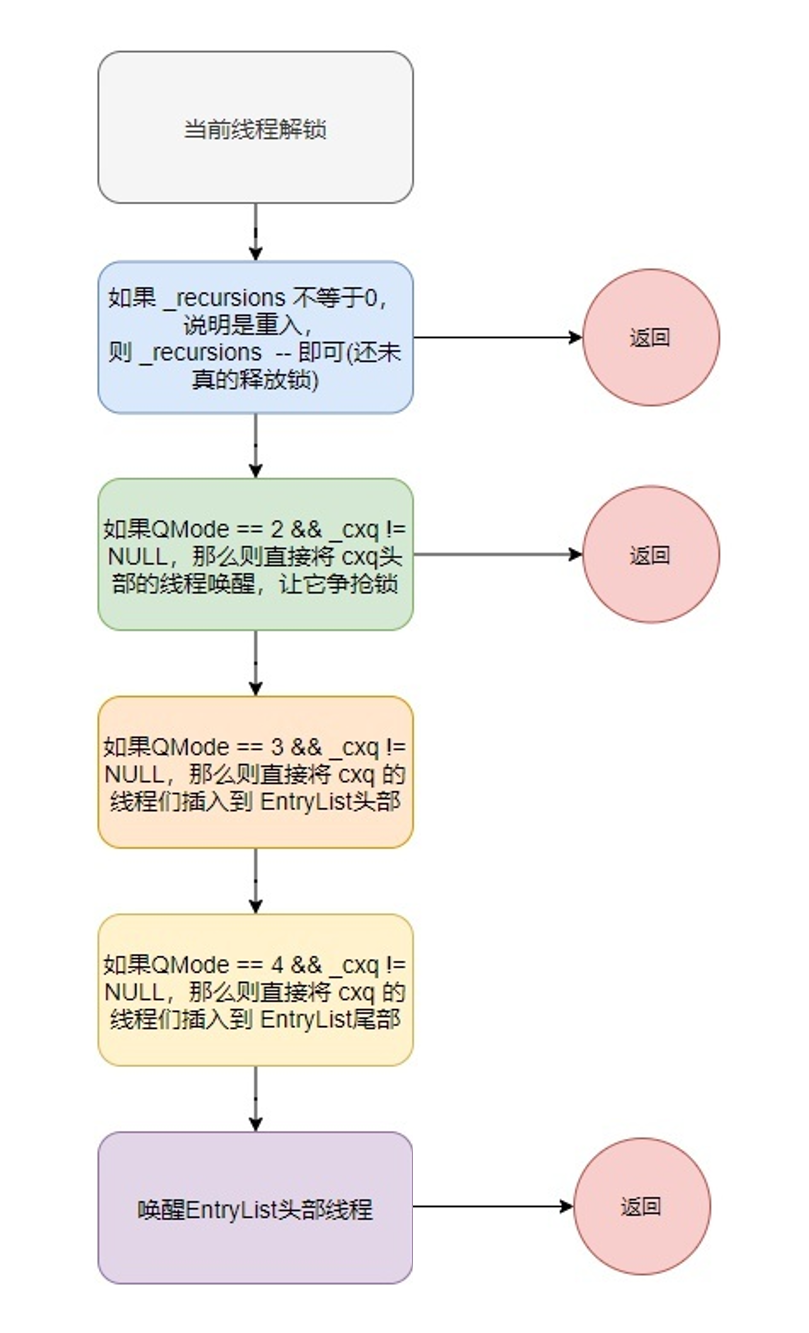 当前线程解锁
如果 _recursions 不等于0，
说明是重入，
则 _recursions -- 即可(还未
真的释放锁)
返回
如果QMode == 2 && _cxq !=
NULL，那么则直接将 cxq头
部的线程唤醒，让它争抢锁
返回
如果QMode == 3 && _cxq !=
NULL，那么则直接将 cxq 的
线程们插入到 EntryList头部
如果QMode == 4 && _cxq !=
NULL，那么则直接将 cxq 的
线程们插入到 EntryList尾部
唤醒EntryList头部线程
返回